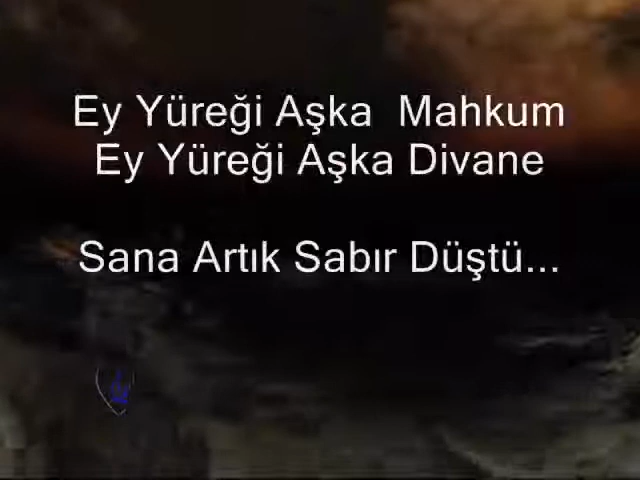 Ey Yüreği Aşka Mahkum
Ey Yüreği Aşka Divane
Sana Artık Sabır Düştü...